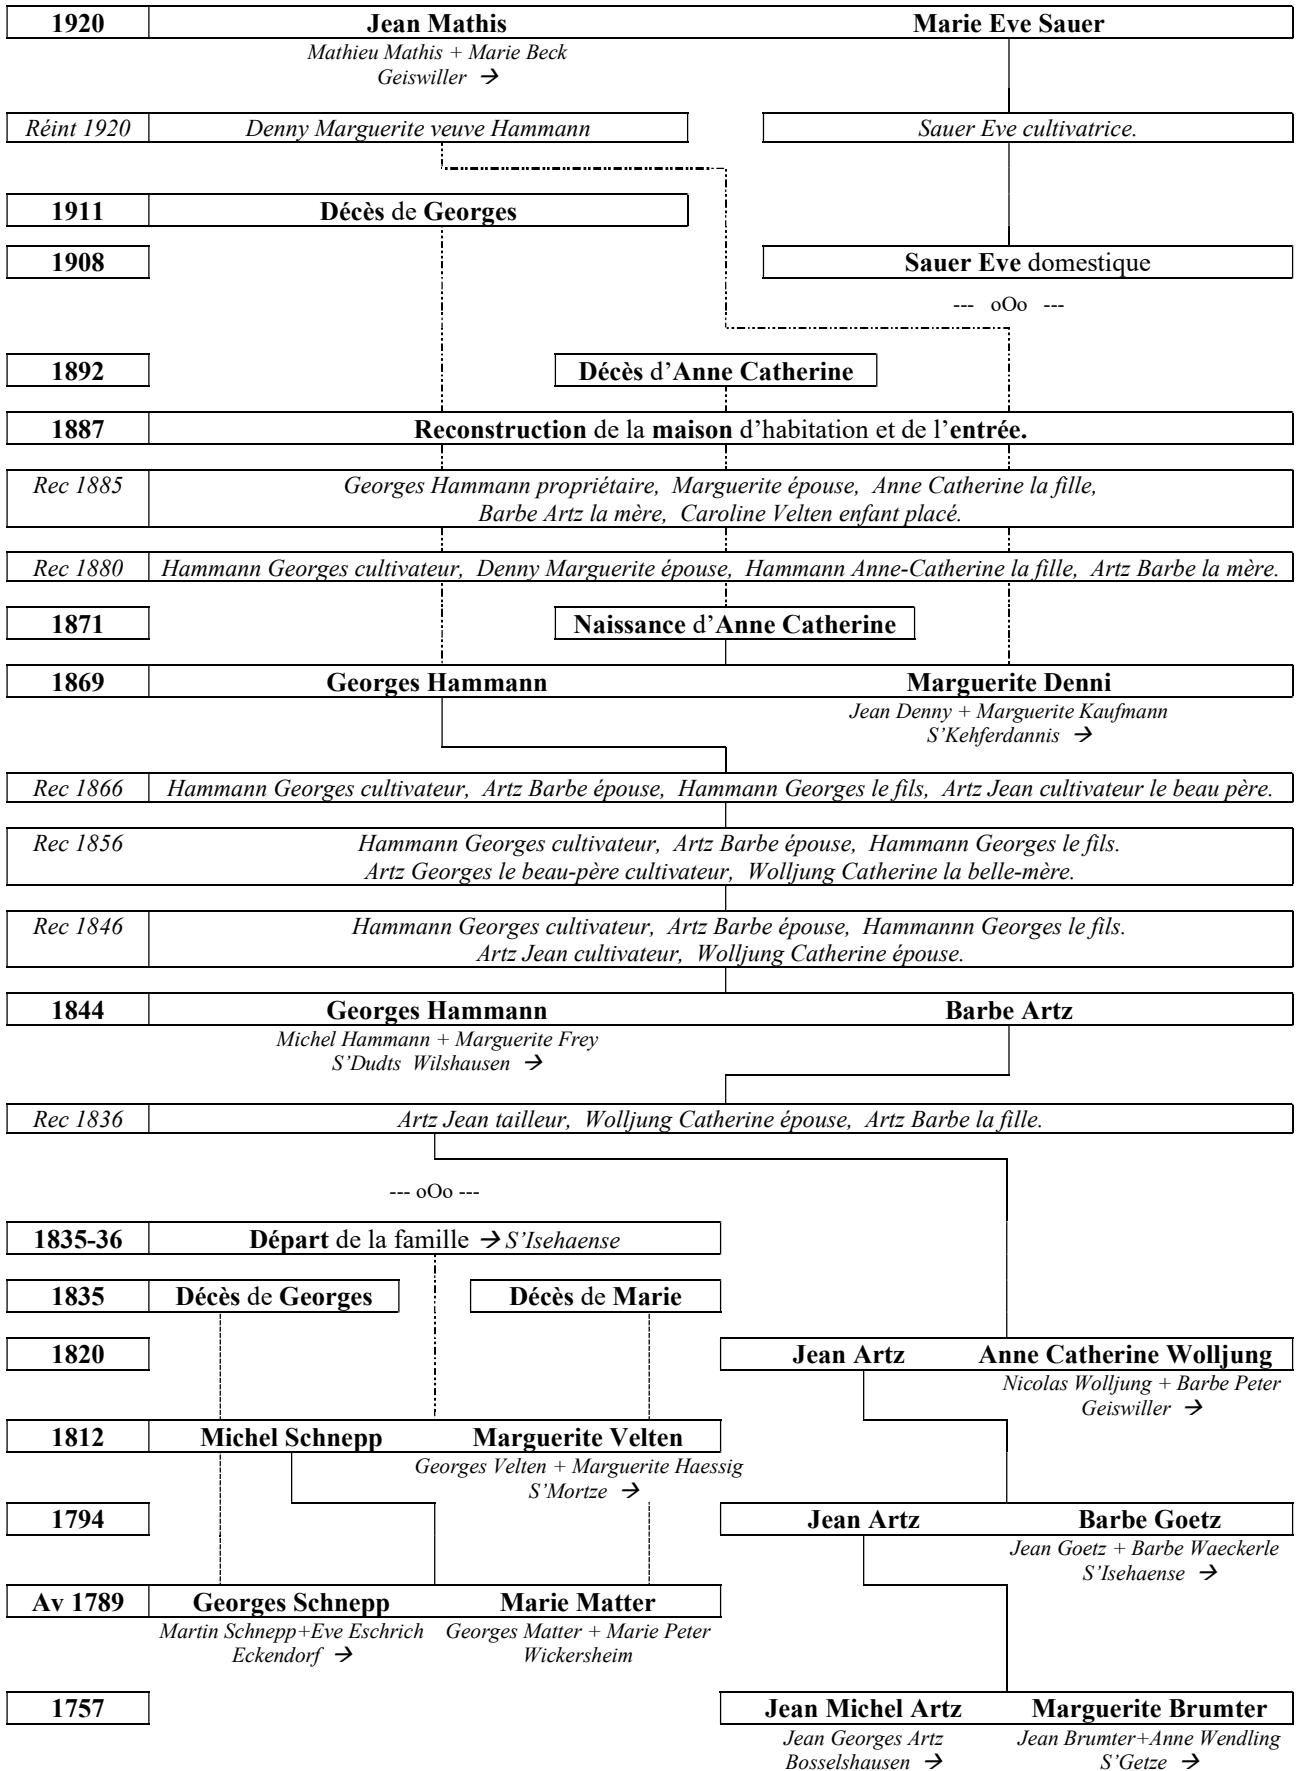 1920 Jean Mathis Marie Eve Sauer
Mathieu Mathis + Marie Beck
Geiswiller →
Réint 1920 Denny Marguerite veuve Hammann Sauer Eve cultivatrice.
1911 Décès de Georges
1908 Sauer Eve domestique
--- oOo ---
1892 Décès d’Anne Catherine
1887 Reconstruction de la maison d’habitation et de l’entrée.
Rec 1885 Georges Hammann propriétaire, Marguerite épouse, Anne Catherine la fille,
Barbe Artz la mère, Caroline Velten enfant placé.
Rec 1880 Hammann Georges cultivateur, Denny Marguerite épouse, Hammann Anne-Catherine la fille, Artz Barbe la mère.
1871 Naissance d’Anne Catherine
1869 Georges Hammann Marguerite Denni
Jean Denny + Marguerite Kaufmann
S’Kehferdannis →
Rec 1866 Hammann Georges cultivateur, Artz Barbe épouse, Hammann Georges le fils, Artz Jean cultivateur le beau père.
Rec 1856 Hammann Georges cultivateur, Artz Barbe épouse, Hammann Georges le fils.
Artz Georges le beau-père cultivateur, Wolljung Catherine la belle-mère.
Rec 1846 Hammann Georges cultivateur, Artz Barbe épouse, Hammannn Georges le fils.
Artz Jean cultivateur, Wolljung Catherine épouse.
1844 Georges Hammann Barbe Artz
Michel Hammann + Marguerite Frey
S’Dudts Wilshausen →
Rec 1836 Artz Jean tailleur, Wolljung Catherine épouse, Artz Barbe la fille.
--- oOo ---
1835-36 Départ de la famille → S’Isehaense
1835 Décès de Georges Décès de Marie
1820 Jean Artz Anne Catherine Wolljung
Nicolas Wolljung + Barbe Peter
Geiswiller →
1812 Michel Schnepp Marguerite Velten
Georges Velten + Marguerite Haessig
S’Mortze →
1794 Jean Artz Barbe Goetz
Jean Goetz + Barbe Waeckerle
S’Isehaense →
Av 1789 Georges Schnepp Marie Matter
Martin Schnepp+Eve Eschrich Georges Matter + Marie Peter
Eckendorf → Wickersheim
1757 Jean Michel Artz Marguerite Brumter
Jean Georges Artz Jean Brumter+Anne Wendling
Bosselshausen → S’Getze →